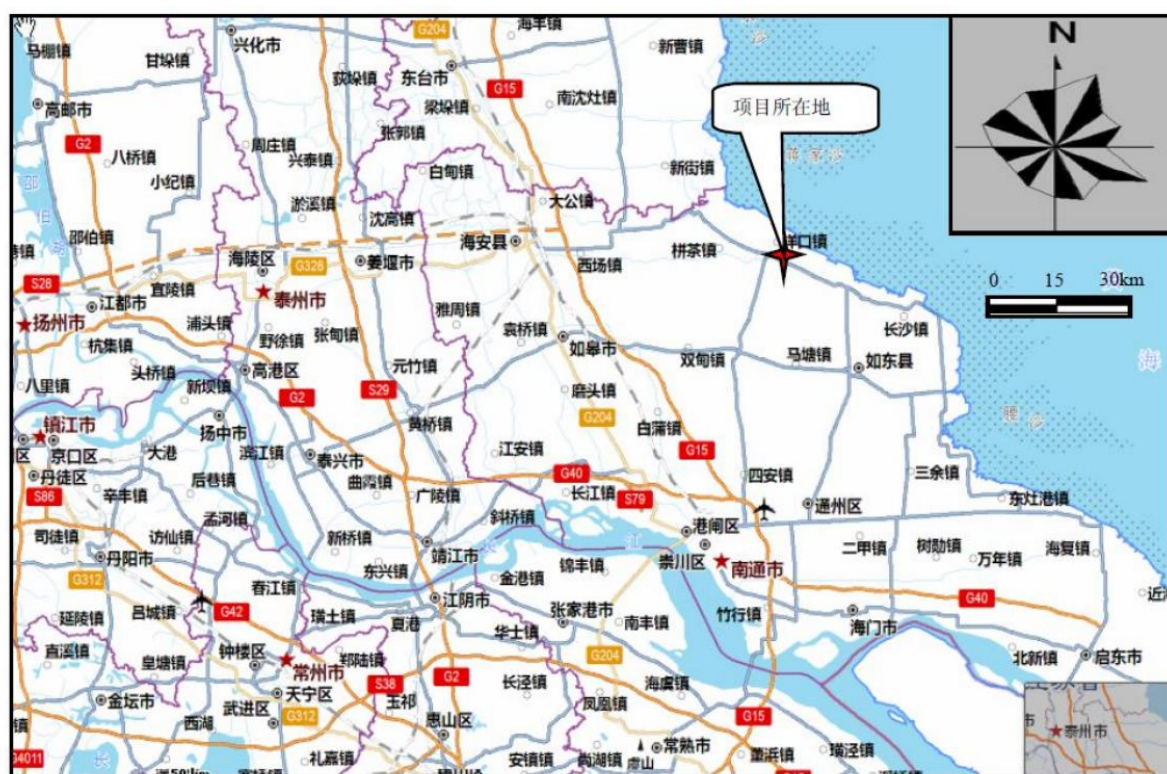 G204
海丰镇
兴化市
马棚镇
甘垛镇
新曹镇
荻垛镇
东台市
G15
N
高邮市
梁垛镇
南沈灶镇
项目所在地
G2
周庄镇
张郭镇
兴泰镇
八桥镇
蒋家沙
小纪镇
白甸镇
新街镇
邵伯湖
淤溪镇
沈高镇
大公镇
邵伯镇
海安县
栟茶镇
洋口镇
海陵区
G328
姜堰市
西场镇
S28
宜陵镇
0 15 30km
江都市
泰州市
扬州市
浦头镇
野徐镇
张甸镇
雅周镇
袁桥镇
长沙镇
杭集镇
如皋市
双甸镇
马塘镇
如东县
海
头桥镇
高港区
元竹镇
八里镇
新坝镇
G2
S29
磨头镇
扬中市
黄桥镇
G204
白蒲镇
腰沙
镇江市
京口区
大港
滨江镇
泰兴市
江安镇
G15
丹徒区
后巷镇
曲霞镇
广陵镇
G40
四安镇
三余镇
S86
辛丰镇
长江镇
S79
通州区
东灶港镇
孟河镇
斜桥镇
司徒镇
访仙镇
新桥镇
靖江市
江
港闸区
二甲镇
树勋镇
万年镇
海复镇
丹阳市
东兴镇
金港镇
锦丰镇
崇川区
南通市
G312
春江镇
江阴市
G40
延陵镇
吕城镇
G42
瑞土镇
夏港
张家港市
南丰镇
竹行镇
海门市
直溪镇
皇塘镇
钟楼区
郑陆镇
华士镇
G204
北新镇
启东市
常州市
S38
G2
长泾镇
海虞镇
金坛市
天宁区
玉祁
凤凰镇
G15
西湖
武进区
G312
惠山区
常熟市
泰州市
G4011
礼嘉镇
安镇镇
尚湖镇
虞山
董浜镇
璜泾镇